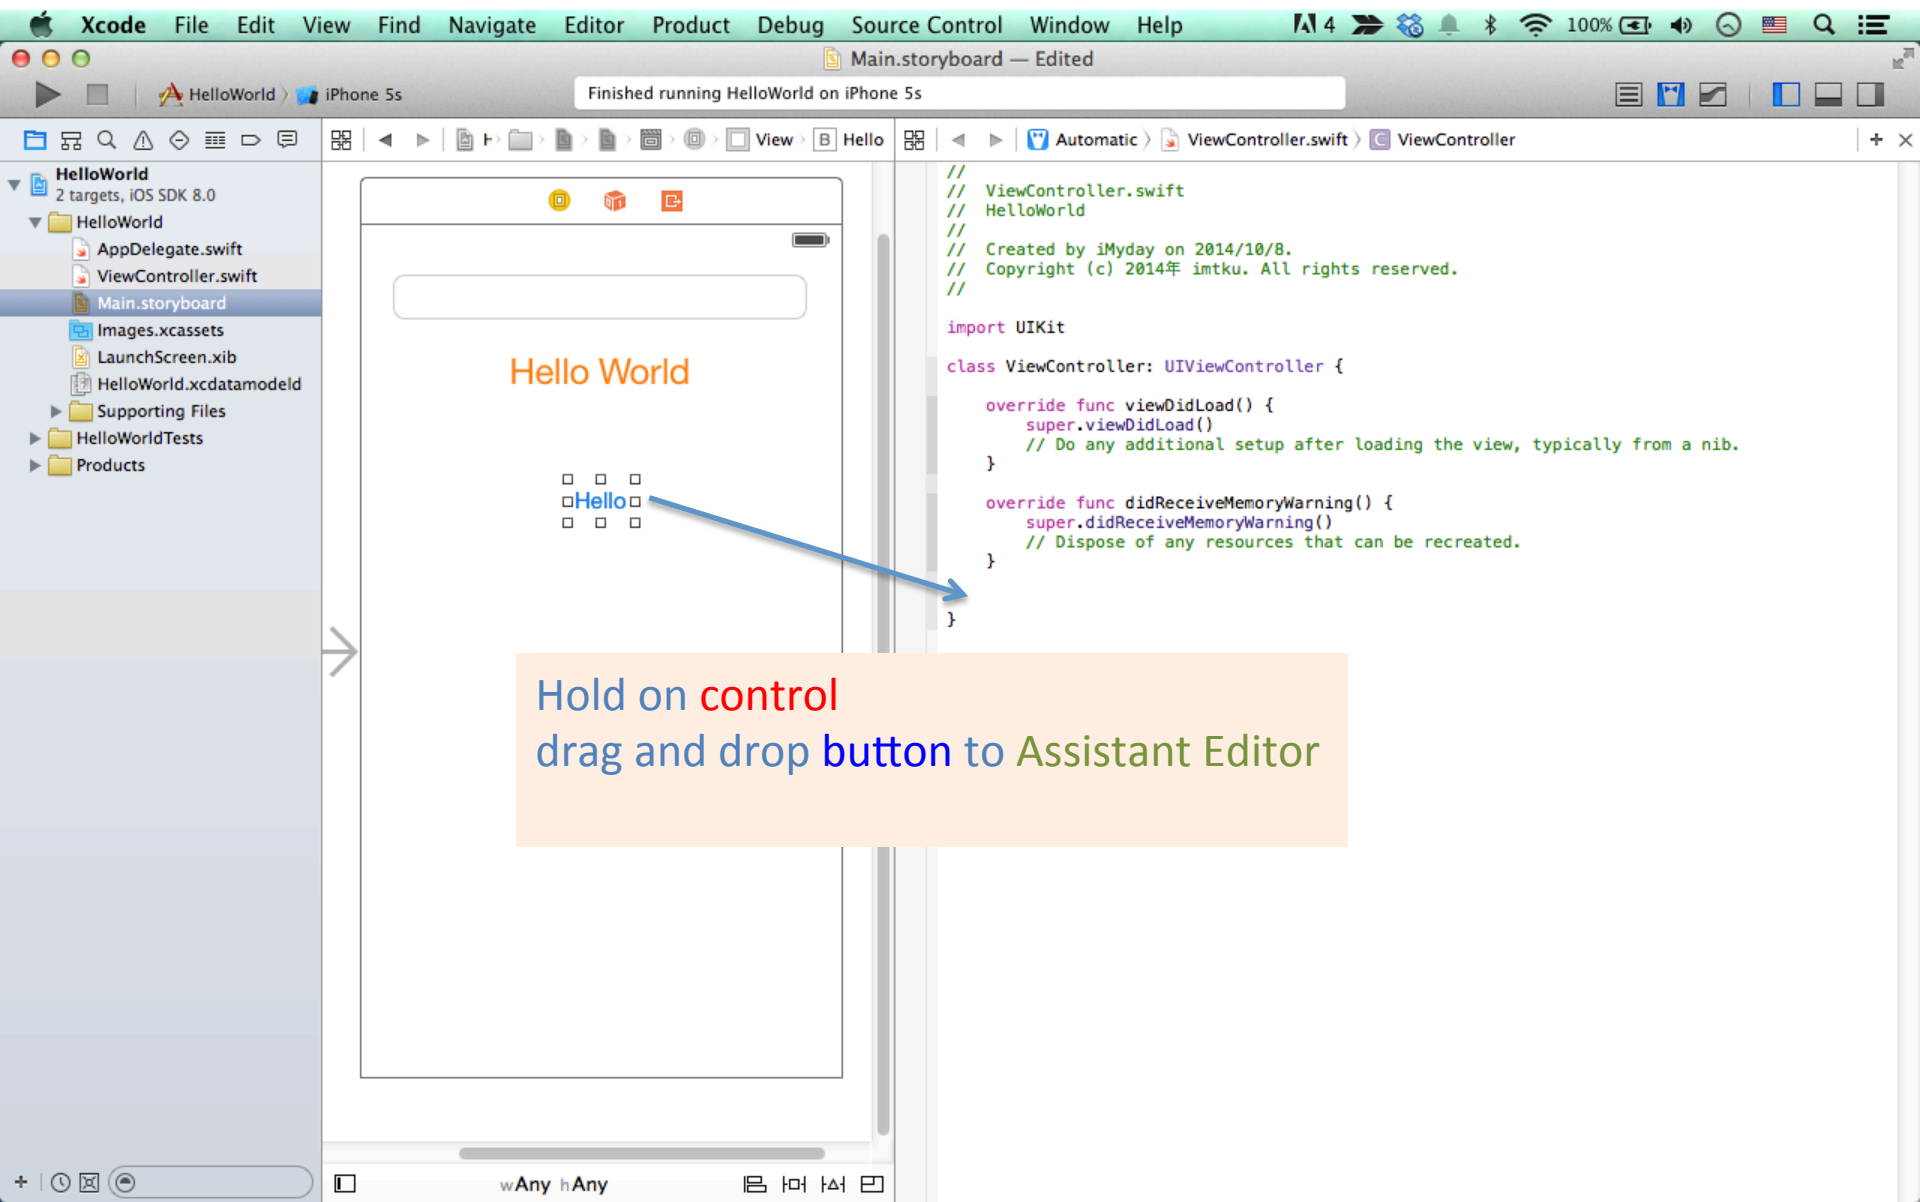 Xcode File Edit View Find Navigate Editor Product Debug Source Control Window Help 4 100%
Main.storyboard — Edited
HelloWorld iPhone 5s
Finished running HelloWorld on iPhone 5s
View B Hello
Automatic ViewController.swift C ViewController
HelloWorld
2 targets, iOS SDK 8.0
HelloWorld
AppDelegate.swift
ViewController.swift
Main.storyboard
Images.xcassets
LaunchScreen.xib
HelloWorld.xcdatamodeld
Supporting Files
HelloWorldTests
Products
Hello World
Hello
//
// ViewController.swift
// HelloWorld
//
// Created by iMyday on 2014/10/8.
// Copyright (c) 2014年 imtku. All rights reserved.
//
import UIKit
class ViewController: UIViewController {
override func viewDidLoad() {
super.viewDidLoad()
// Do any additional setup after loading the view, typically from a nib.
}
override func didReceiveMemoryWarning() {
super.didReceiveMemoryWarning()
// Dispose of any resources that can be recreated.
}
}
Hold on control
drag and drop button to Assistant Editor
wAny hAny